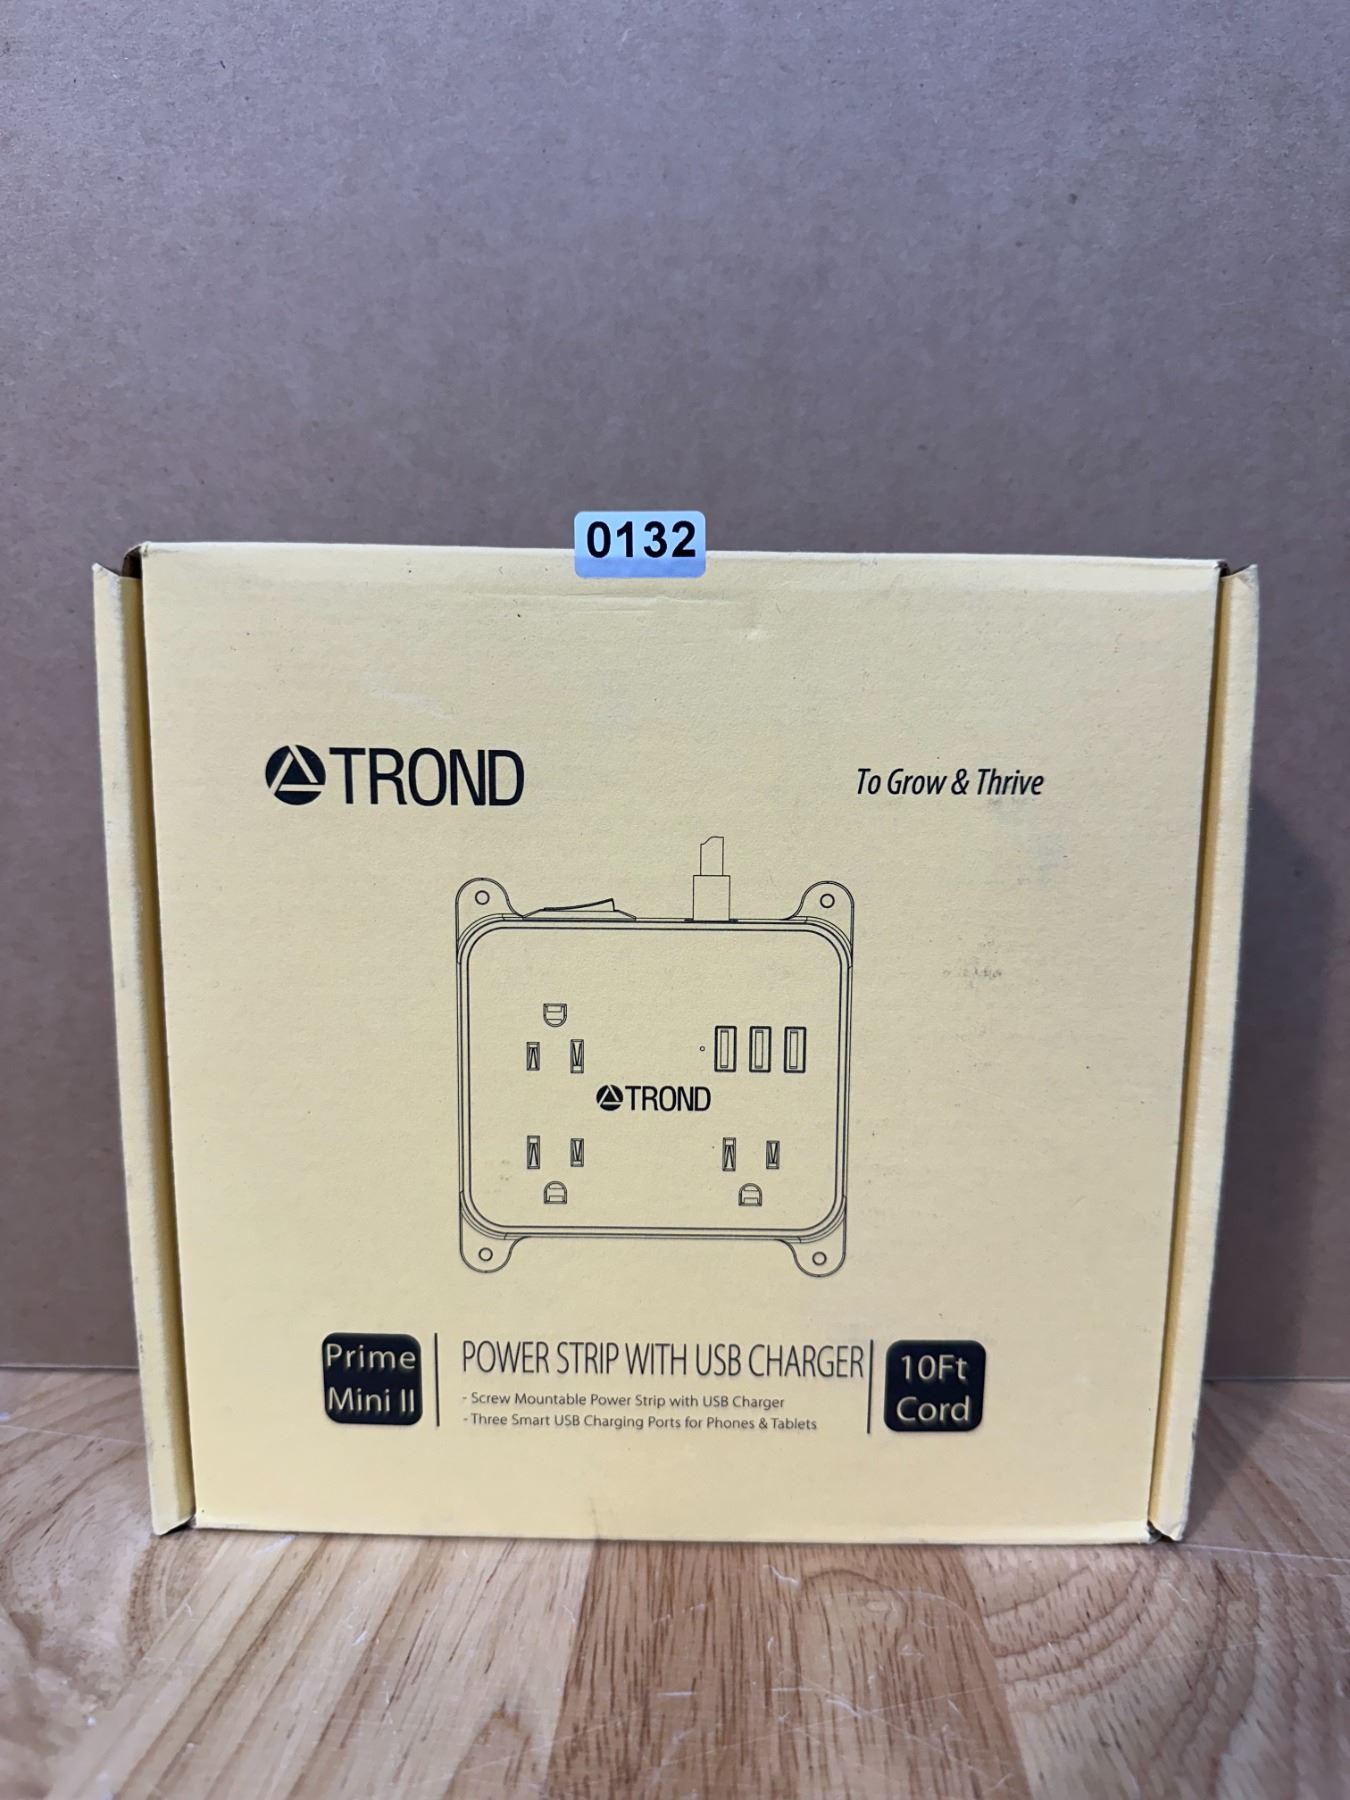 0132
TROND
To Grow & Thrive
TROND
Prime
Mini II
POWER STRIP WITH USB CHARGER
- Screw Mountable Power Strip with USB Charger
- Three Smart USB Charging Ports for Phones & Tablets
10Ft
Cord